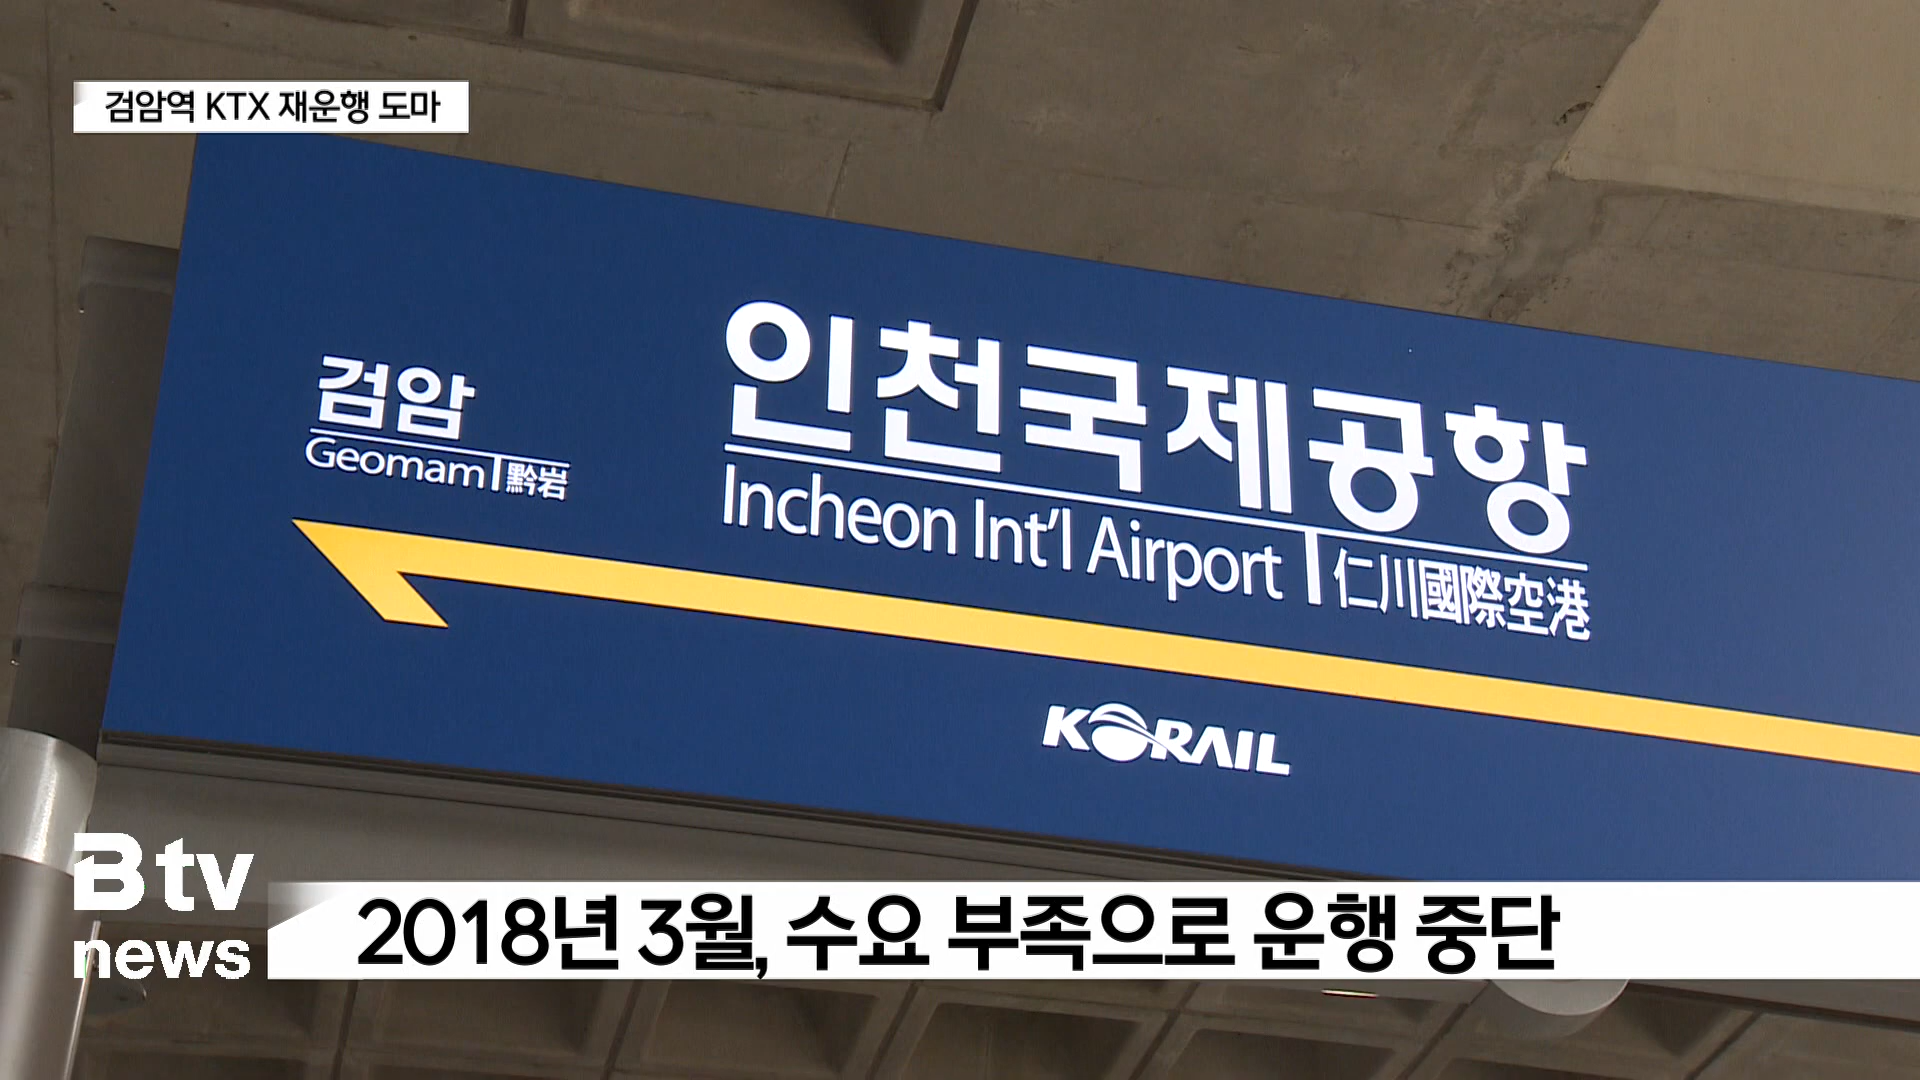 검암역 KTX 재운행 도마
검암
Geomam 黔岩
인천국제공항
Incheon Int'l Airport 仁川國際空港
KORAIL
B tv
news
2018년 3월, 수요 부족으로 운행 중단